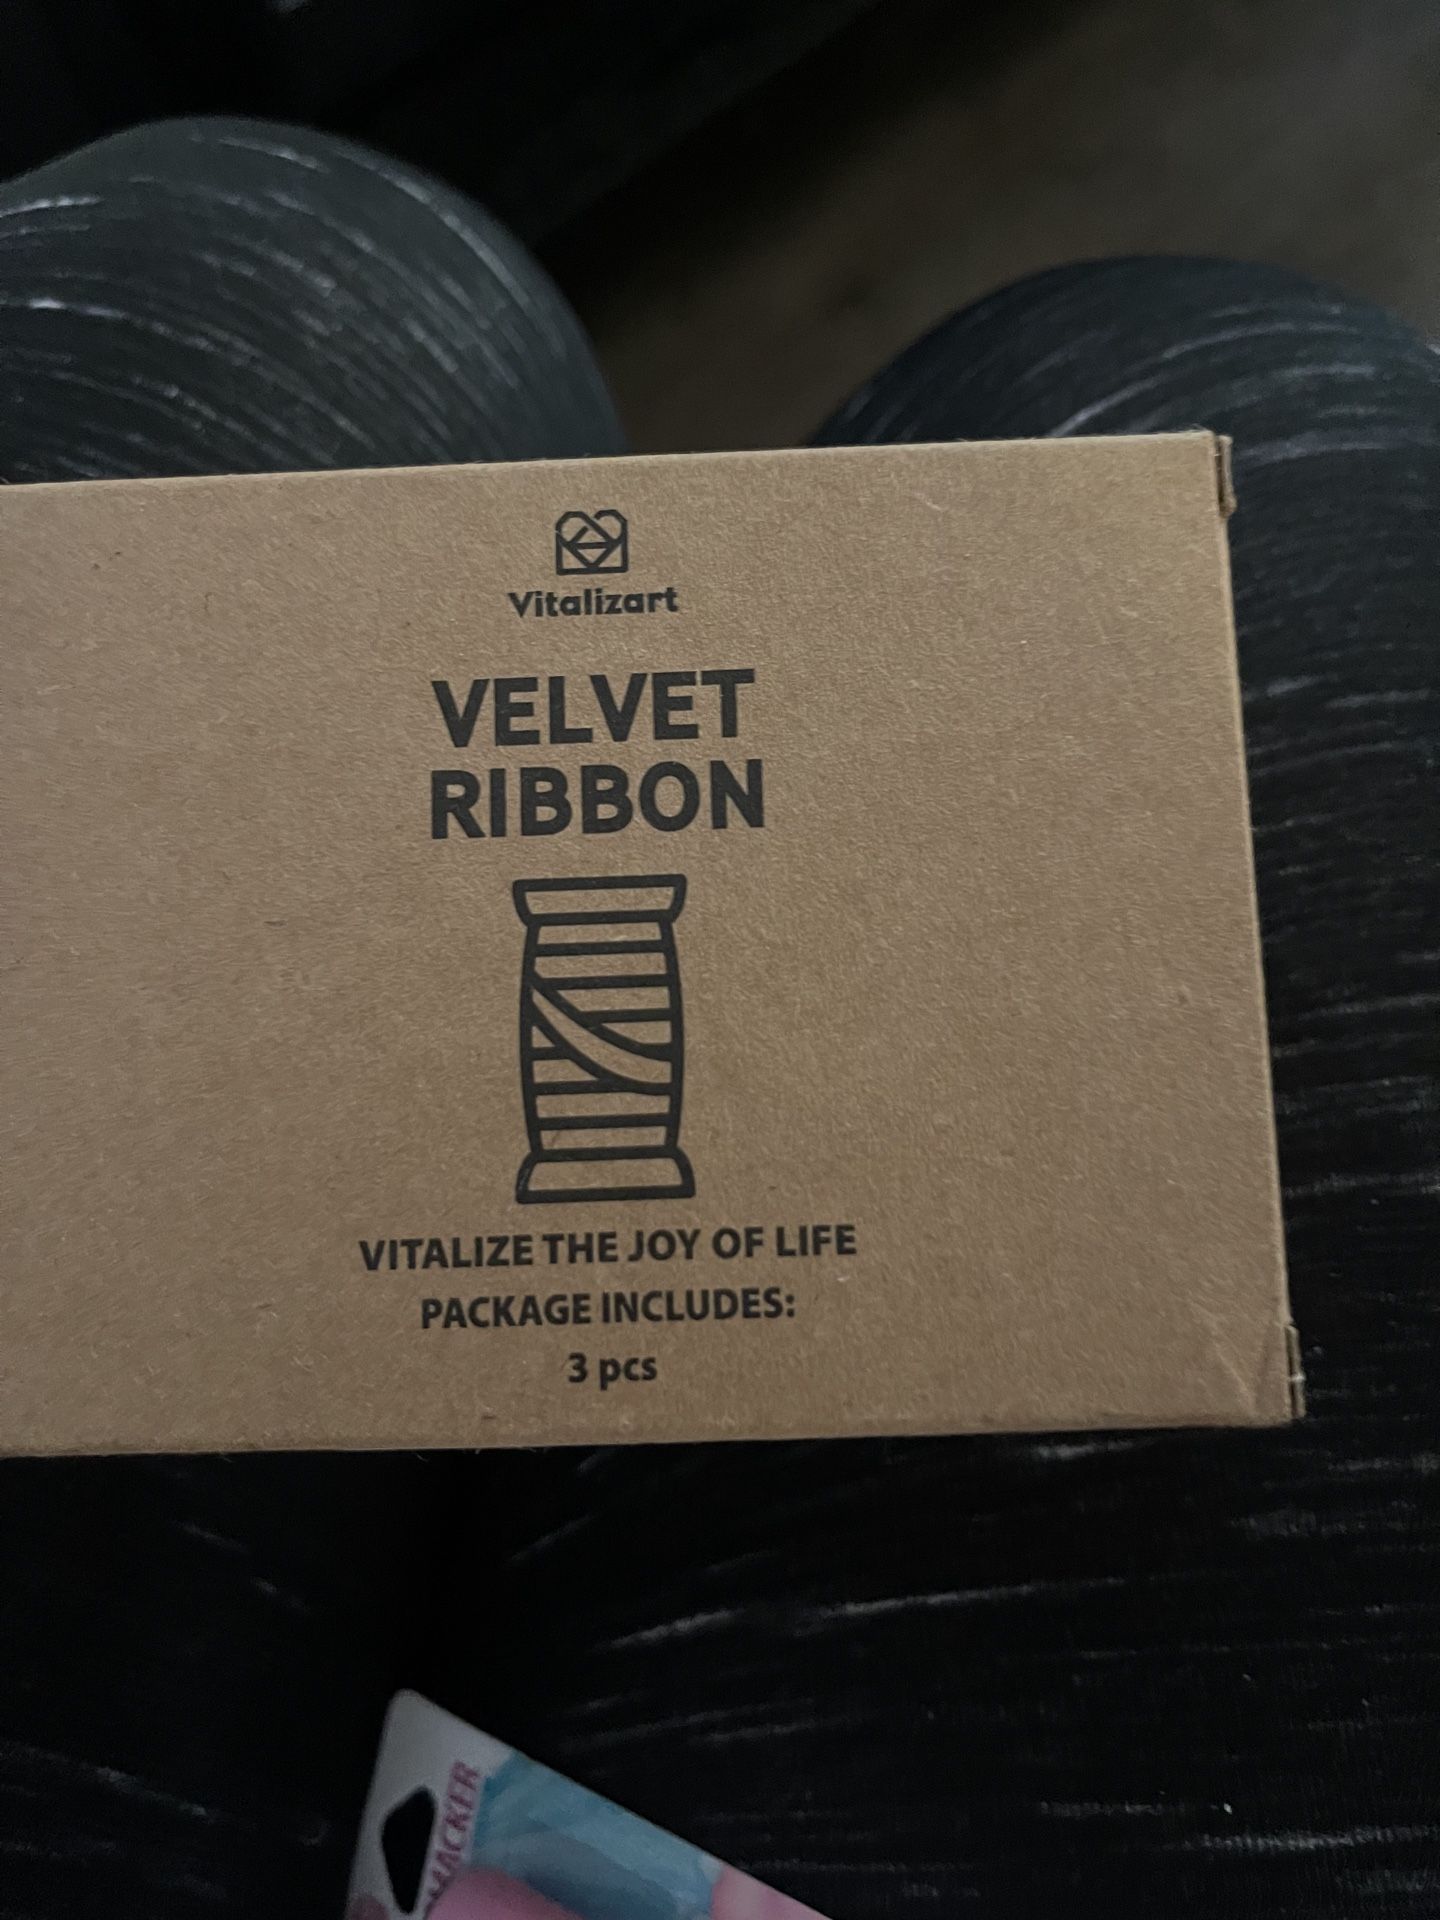 Vitalizart
VELVET
RIBBON
VITALIZE THE JOY OF LIFE
PACKAGE INCLUDES:
3 pcs